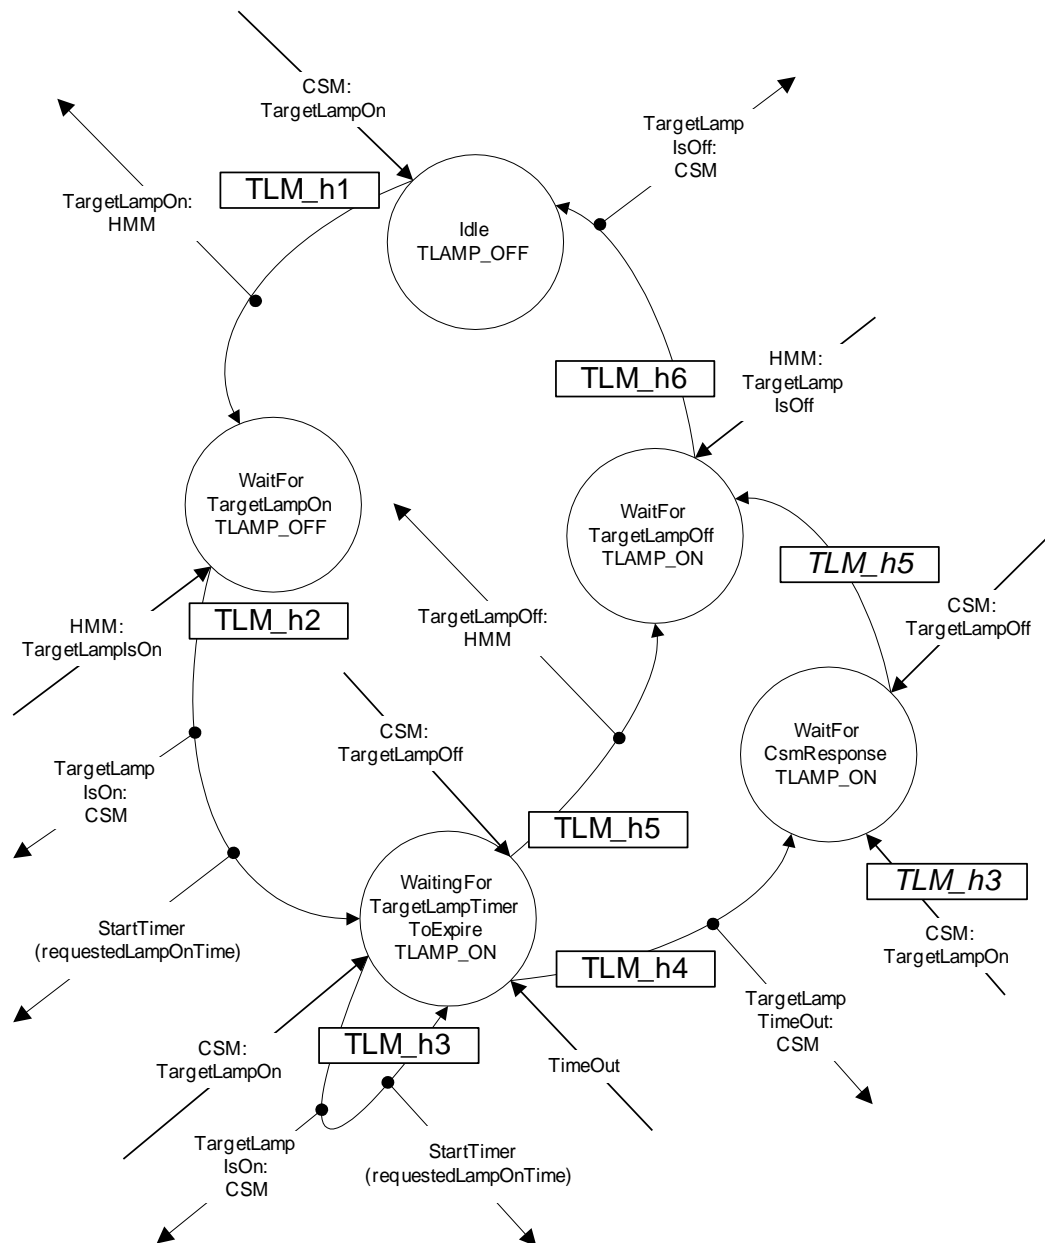 CSM:
TargetLampOn
TargetLamp
IsOff:
CSM
TLM_h1
TargetLampOn:
HMM
Idle
TLAMP_OFF
HMM:
TargetLamp
IsOff
TLM_h6
WaitFor
TargetLampOn
TLAMP_OFF
WaitFor
TargetLampOff
TLAMP_ON
TLM_h5
CSM:
TargetLampOff
TLM_h2
HMM:
TargetLampIsOn
TargetLampOff:
HMM
CSM:
TargetLampOff
WaitFor
CsmResponse
TLAMP_ON
TargetLamp
IsOn:
CSM
TLM_h5
WaitingFor
TargetLampTimer
ToExpire
TLAMP_ON
TLM_h3
CSM:
TargetLampOn
StartTimer
(requestedLampOnTime)
TLM_h4
TargetLamp
TimeOut:
CSM
TLM_h3
CSM:
TargetLampOn
TimeOut
TargetLamp
IsOn:
CSM
StartTimer
(requestedLampOnTime)